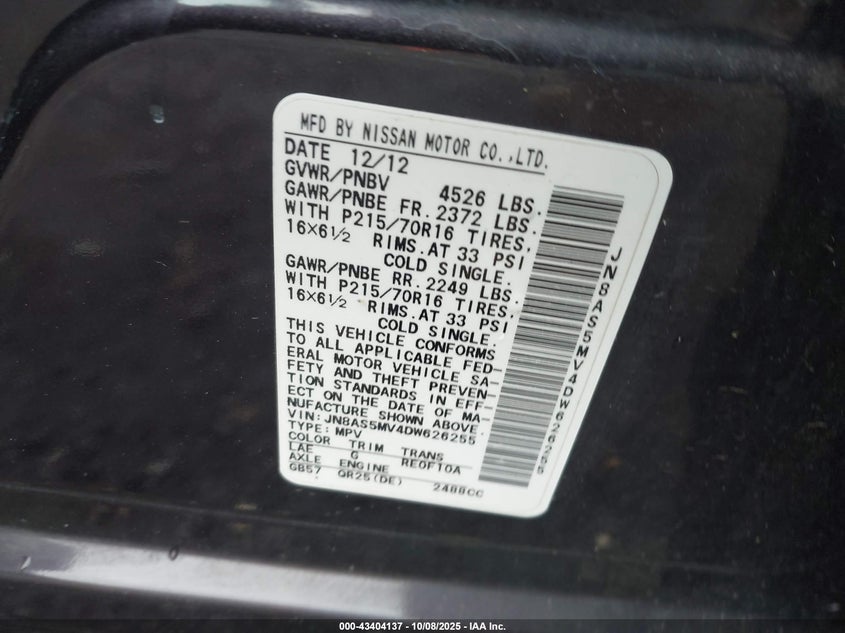 MFD BY NISSAN MOTOR CO.,LTD.
DATE 12/12
GVWR/PNBV 4526 LBS.
GAWR/PNBE FR. 2372 LBS.
WITH P215/70R16 TIRES.
16×6½ RIMS. AT 33 PSI
COLD SINGLE.
GAWR/PNBE RR. 2249 LBS.
WITH P215/70R16 TIRES.
16×6½ RIMS. AT 33 PSI
COLD SINGLE.
THIS VEHICLE CONFORMS
TO ALL APPLICABLE FED-
ERAL MOTOR VEHICLE SA-
FETY AND THEFT PREVEN-
TION STANDARDS IN EFF-
ECT ON THE DATE OF MA-
NUFACTURE SHOWN ABOVE.
VIN: JN8AS5MV4DW626255
TYPE: MPV
COLOR TRIM TRANS
LAE G RE0F10A
AXLE ENGINE
GB57 QR25(DE) 2488CC
JN8AS5MV4DW626255
000-43404137 - 10/08/2025 - IAA Inc.